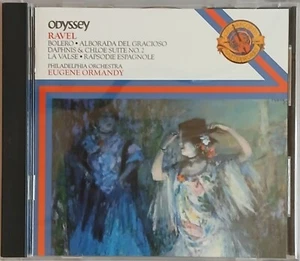 odyssey
RAVEL
BOLERO • ALBORADA DEL GRACIOSO
DAPHNIS & CHLOE SUITE NO. 2
LA VALSE • RAPSODIE ESPAGNOLE
PHILADELPHIA ORCHESTRA
EUGENE ORMANDY